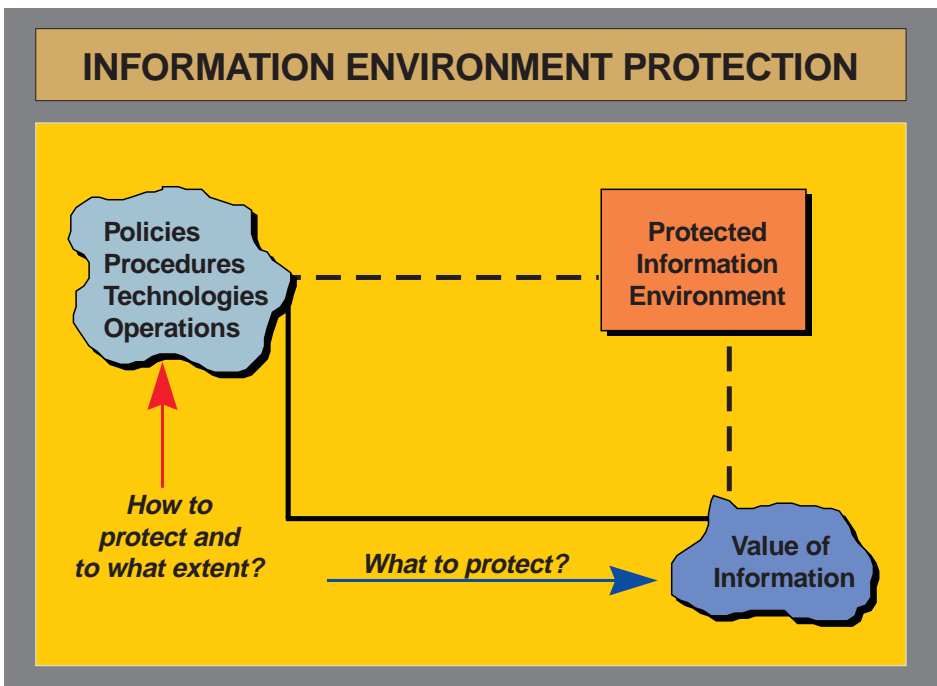 INFORMATION ENVIRONMENT PROTECTION
Policies
Procedures
Technologies
Operations
Protected
Information
Environment
How to
protect and
to what extent?
What to protect?
Value of
Information